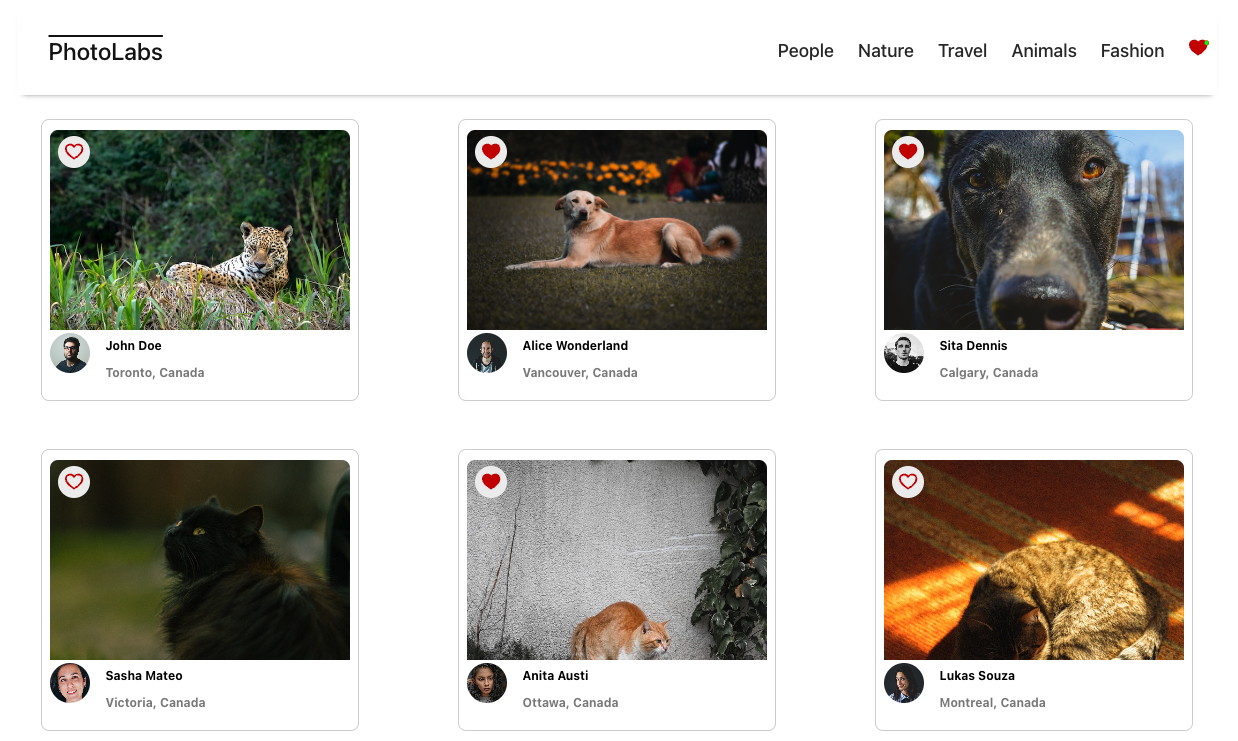 PhotoLabs
People Nature Travel Animals Fashion
John Doe
Toronto, Canada
Alice Wonderland
Vancouver, Canada
Sita Dennis
Calgary, Canada
Sasha Mateo
Victoria, Canada
Anita Austi
Ottawa, Canada
Lukas Souza
Montreal, Canada